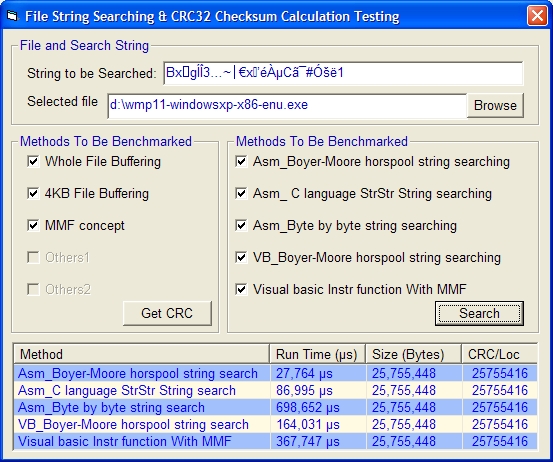 File String Searching & CRC32 Checksum Calculation Testing
File and Search String
String to be Searched:
Selected file d:\wmp11-windowsxp-x86-enu.exe Browse
Methods To Be Benchmarked
Whole File Buffering
4KB File Buffering
MMF concept
Others1
Others2
Get CRC
Methods To Be Benchmarked
Asm_Boyer-Moore horspool string searching
Asm_ C language StrStr String searching
Asm_Byte by byte string searching
VB_Boyer-Moore horspool string searching
Visual basic Instr function With MMF
Search
Method Run Time (µs) Size (Bytes) CRC/Loc
Asm_Boyer-Moore horspool string search 27,764 µs 25,755,448 25755416
Asm_C language StrStr String search 86,995 µs 25,755,448 25755416
Asm_Byte by byte string search 698,652 µs 25,755,448 25755416
VB_Boyer-Moore horspool string search 164,031 µs 25,755,448 25755416
Visual basic Instr function With MMF 367,747 µs 25,755,448 25755416